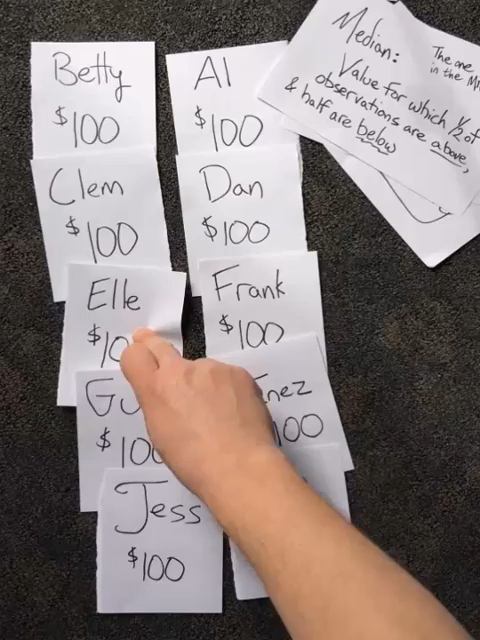 Betty
$100
Al
$100
Median:
The one
in the
Value for which ½ of
observations are above,
& half are below
Clem
$100
Dan
$100
Elle
Frank
$100
$100
Jess
$100